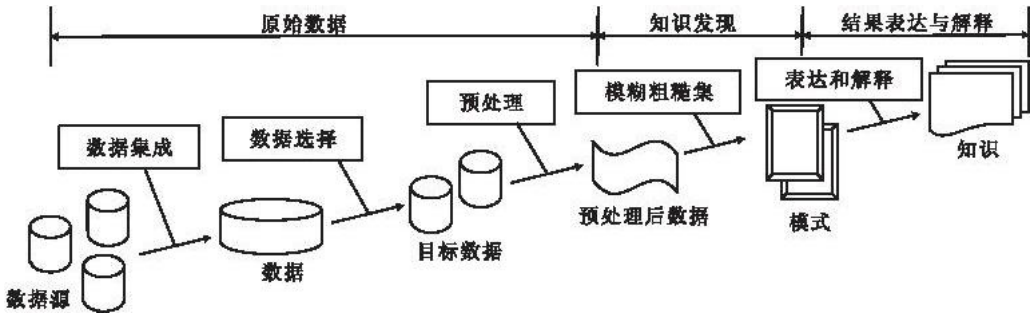 原始数据
知识发现
结果表达与解释
数据集成
数据选择
预处理
模糊粗糙集
表达和解释
数据源
数据
目标数据
预处理后数据
模式
知识